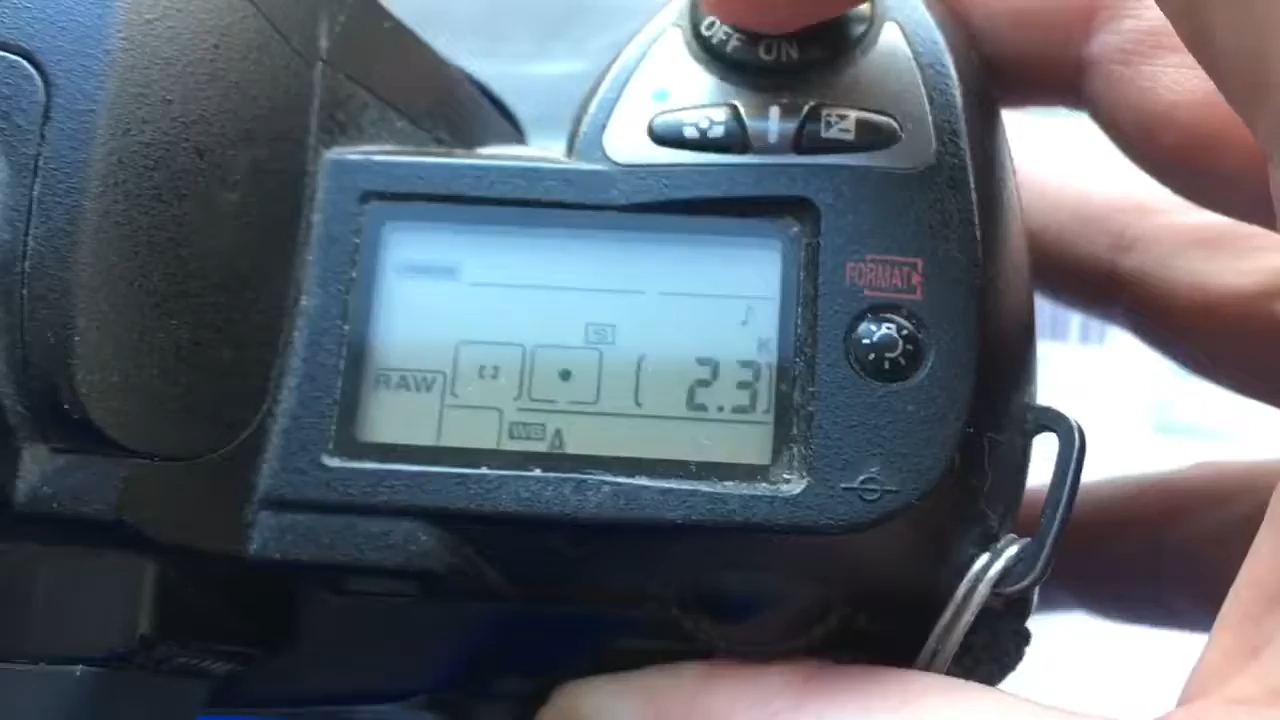 OFF ON
FORMAT
S
K
RAW [ 2.3]
WB A